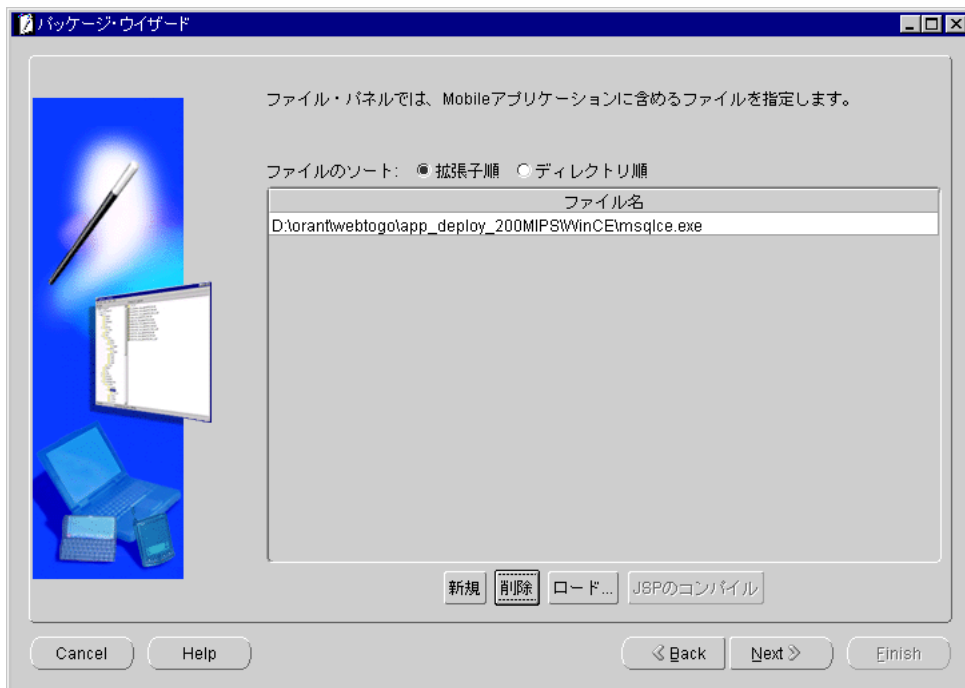 パッケージ・ウィザード
ファイル・パネルでは、Mobileアプリケーションに含めるファイルを指定します。
ファイルのソート: 拡張子順 ディレクトリ順
ファイル名
D:\orant\webtogo\app_deploy_200MIPS\WinCE\msqlce.exe
新規 削除 ロード... JSPのコンパイル
Cancel Help Back Next Finish